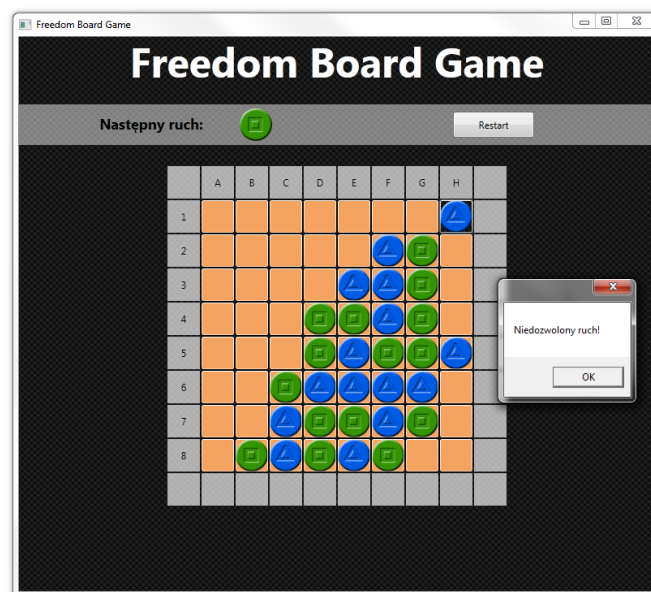 Freedom Board Game
Freedom Board Game
Następny ruch:
Restart
A B C D E F G H
1
2
3
4
5
6
7
8
Niedozwolony ruch!
OK